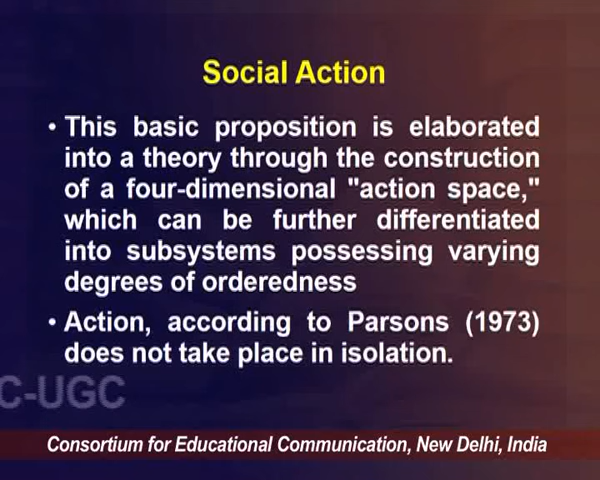 Social Action
• This basic proposition is elaborated
into a theory through the construction
of a four-dimensional "action space,"
which can be further differentiated
into subsystems possessing varying
degrees of orderedness
• Action, according to Parsons (1973)
does not take place in isolation.
C-UGC
Consortium for Educational Communication, New Delhi, India